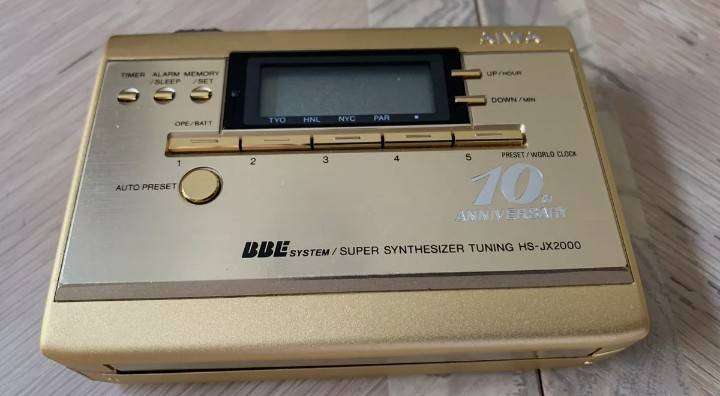 AIWA
TIMER ALARM MEMORY
/SLEEP /SET
UP/HOUR
DOWN/MIN
TYO HNL NYC PAR
OPE/BATT
1 2 3 4 5
PRESET/WORLD CLOCK
AUTO PRESET
10th
ANNIVERSARY
BBE SYSTEM/SUPER SYNTHESIZER TUNING HS-JX2000